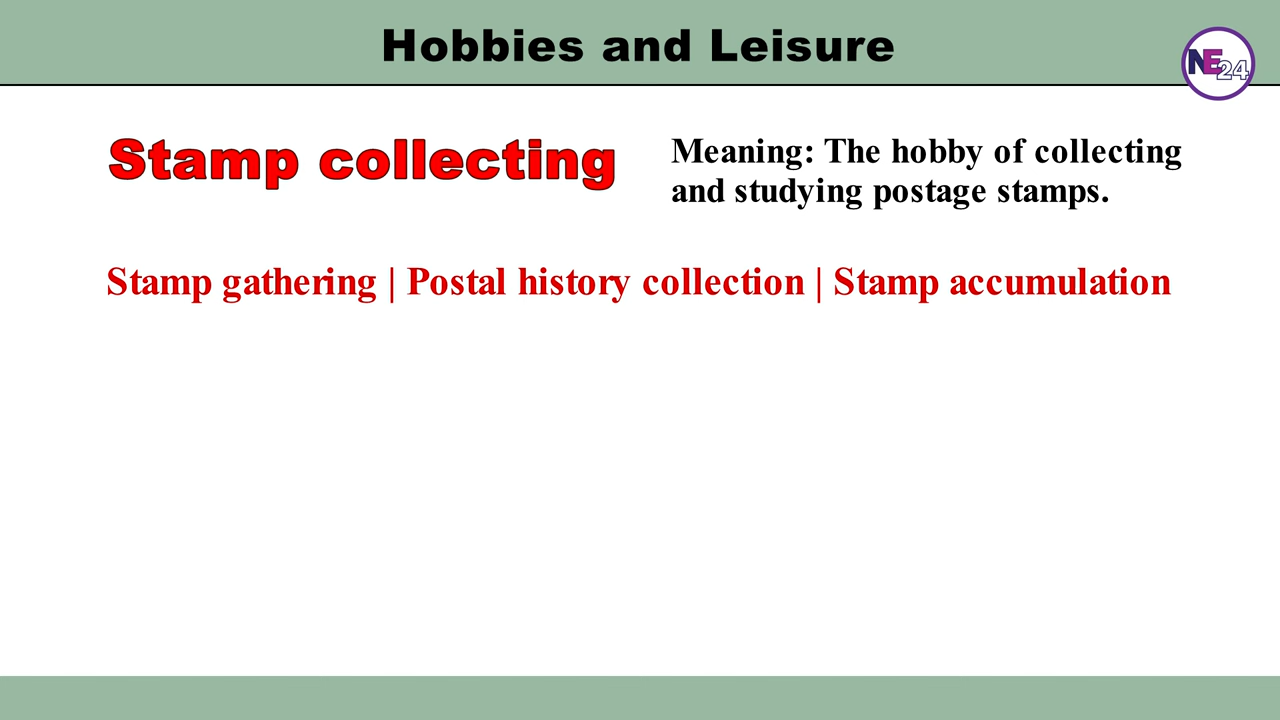 Hobbies and Leisure
NE24
Stamp collecting
Meaning: The hobby of collecting
and studying postage stamps.
Stamp gathering | Postal history collection | Stamp accumulation